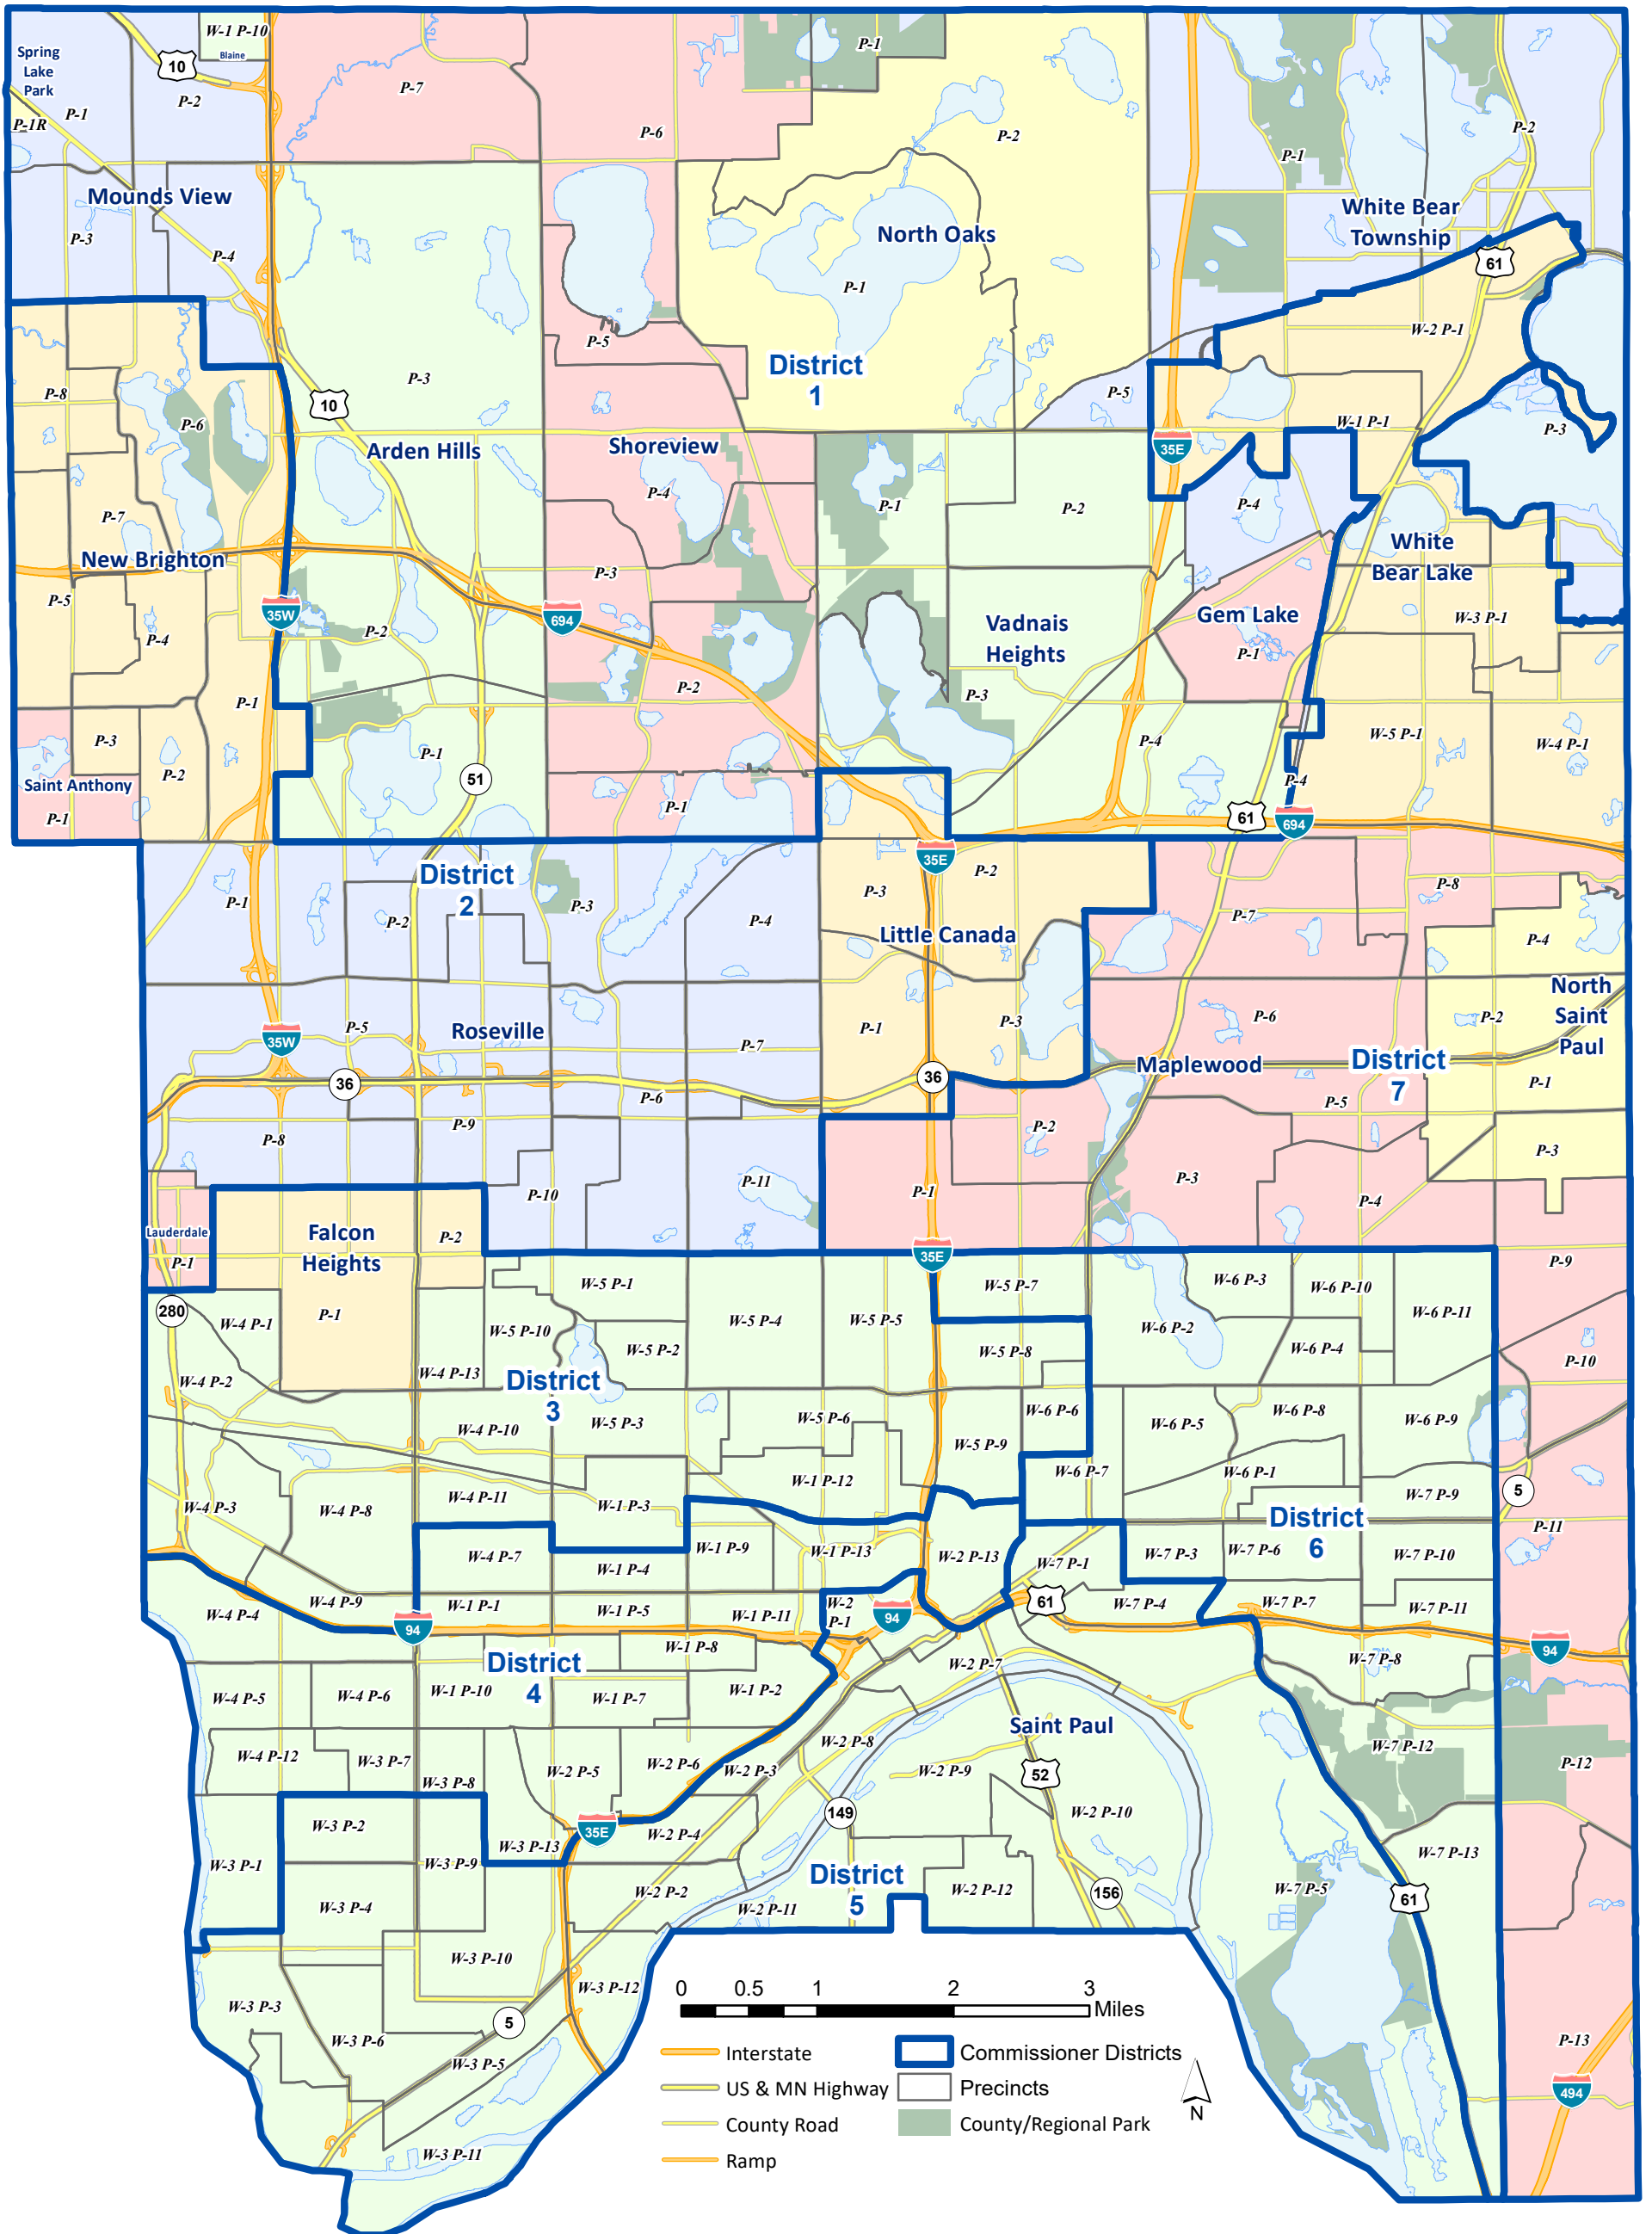 W-1 P-10
Blaine
Spring
Lake
Park
10
P-1
P-1R
P-2
P-7
P-6
P-1
P-2
P-1
P-2
Mounds View
P-3
P-4
North Oaks
P-1
White Bear
Township
61
W-2 P-1
P-8
P-6
P-3
10
P-5
District
1
P-5
W-1 P-1
P-3
Arden Hills
Shoreview
35E
P-4
P-1
P-2
P-4
P-7
New Brighton
White
Bear Lake
P-5
P-4
35W
P-2
694
P-3
Vadnais
Heights
Gem Lake
P-1
W-3 P-1
P-1
P-2
P-3
P-3
P-2
Saint Anthony
P-1
P-1
51
P-1
P-4
W-5 P-1
W-4 P-1
P-4
61
694
35E
District
2
P-1
P-2
P-3
P-4
P-3
P-2
Little Canada
P-8
P-7
P-4
North
Saint
Paul
P-5
35W
Roseville
P-7
P-1
P-3
P-6
P-2
Maplewood
District
7
36
36
P-6
P-1
P-8
P-9
P-2
P-5
P-3
P-10
P-11
P-1
P-3
P-4
Lauderdale
P-1
Falcon
Heights
P-2
35E
P-9
280
W-4 P-1
P-1
W-5 P-1
W-5 P-7
W-6 P-3
W-6 P-10
W-6 P-11
W-5 P-10
W-5 P-2
W-5 P-4
W-5 P-5
W-5 P-8
W-6 P-2
W-6 P-4
P-10
W-4 P-2
W-4 P-13
District
3
W-4 P-10
W-5 P-3
W-5 P-6
W-5 P-9
W-6 P-6
W-6 P-5
W-6 P-8
W-6 P-9
W-4 P-3
W-4 P-8
W-4 P-11
W-1 P-3
W-1 P-12
W-6 P-7
W-6 P-1
W-7 P-9
5
District
6
P-11
W-4 P-7
W-1 P-4
W-1 P-9
W-1 P-13
W-2 P-13
W-7 P-1
W-7 P-3
W-7 P-6
W-7 P-10
W-4 P-4
W-4 P-9
W-1 P-1
W-1 P-5
W-1 P-11
W-2
P-1
94
61
W-7 P-4
W-7 P-7
W-7 P-11
94
W-1 P-8
94
District
4
W-2 P-7
W-7 P-8
W-4 P-5
W-4 P-6
W-1 P-10
W-1 P-7
W-1 P-2
Saint Paul
W-4 P-12
W-3 P-7
W-3 P-8
W-2 P-5
W-2 P-6
W-2 P-3
W-2 P-8
W-2 P-9
52
W-7 P-12
P-12
W-3 P-2
W-3 P-13
35E
W-2 P-4
149
W-2 P-10
W-3 P-1
W-3 P-9
W-7 P-13
W-3 P-4
W-2 P-2
District
5
W-2 P-11
W-2 P-12
156
W-7 P-5
61
W-3 P-10
W-3 P-12
W-3 P-3
5
W-3 P-6
W-3 P-5
W-3 P-11
P-13
494
0 0.5 1 2 3
Miles
Interstate
US & MN Highway
County Road
Ramp
Commissioner Districts
Precincts
County/Regional Park
N